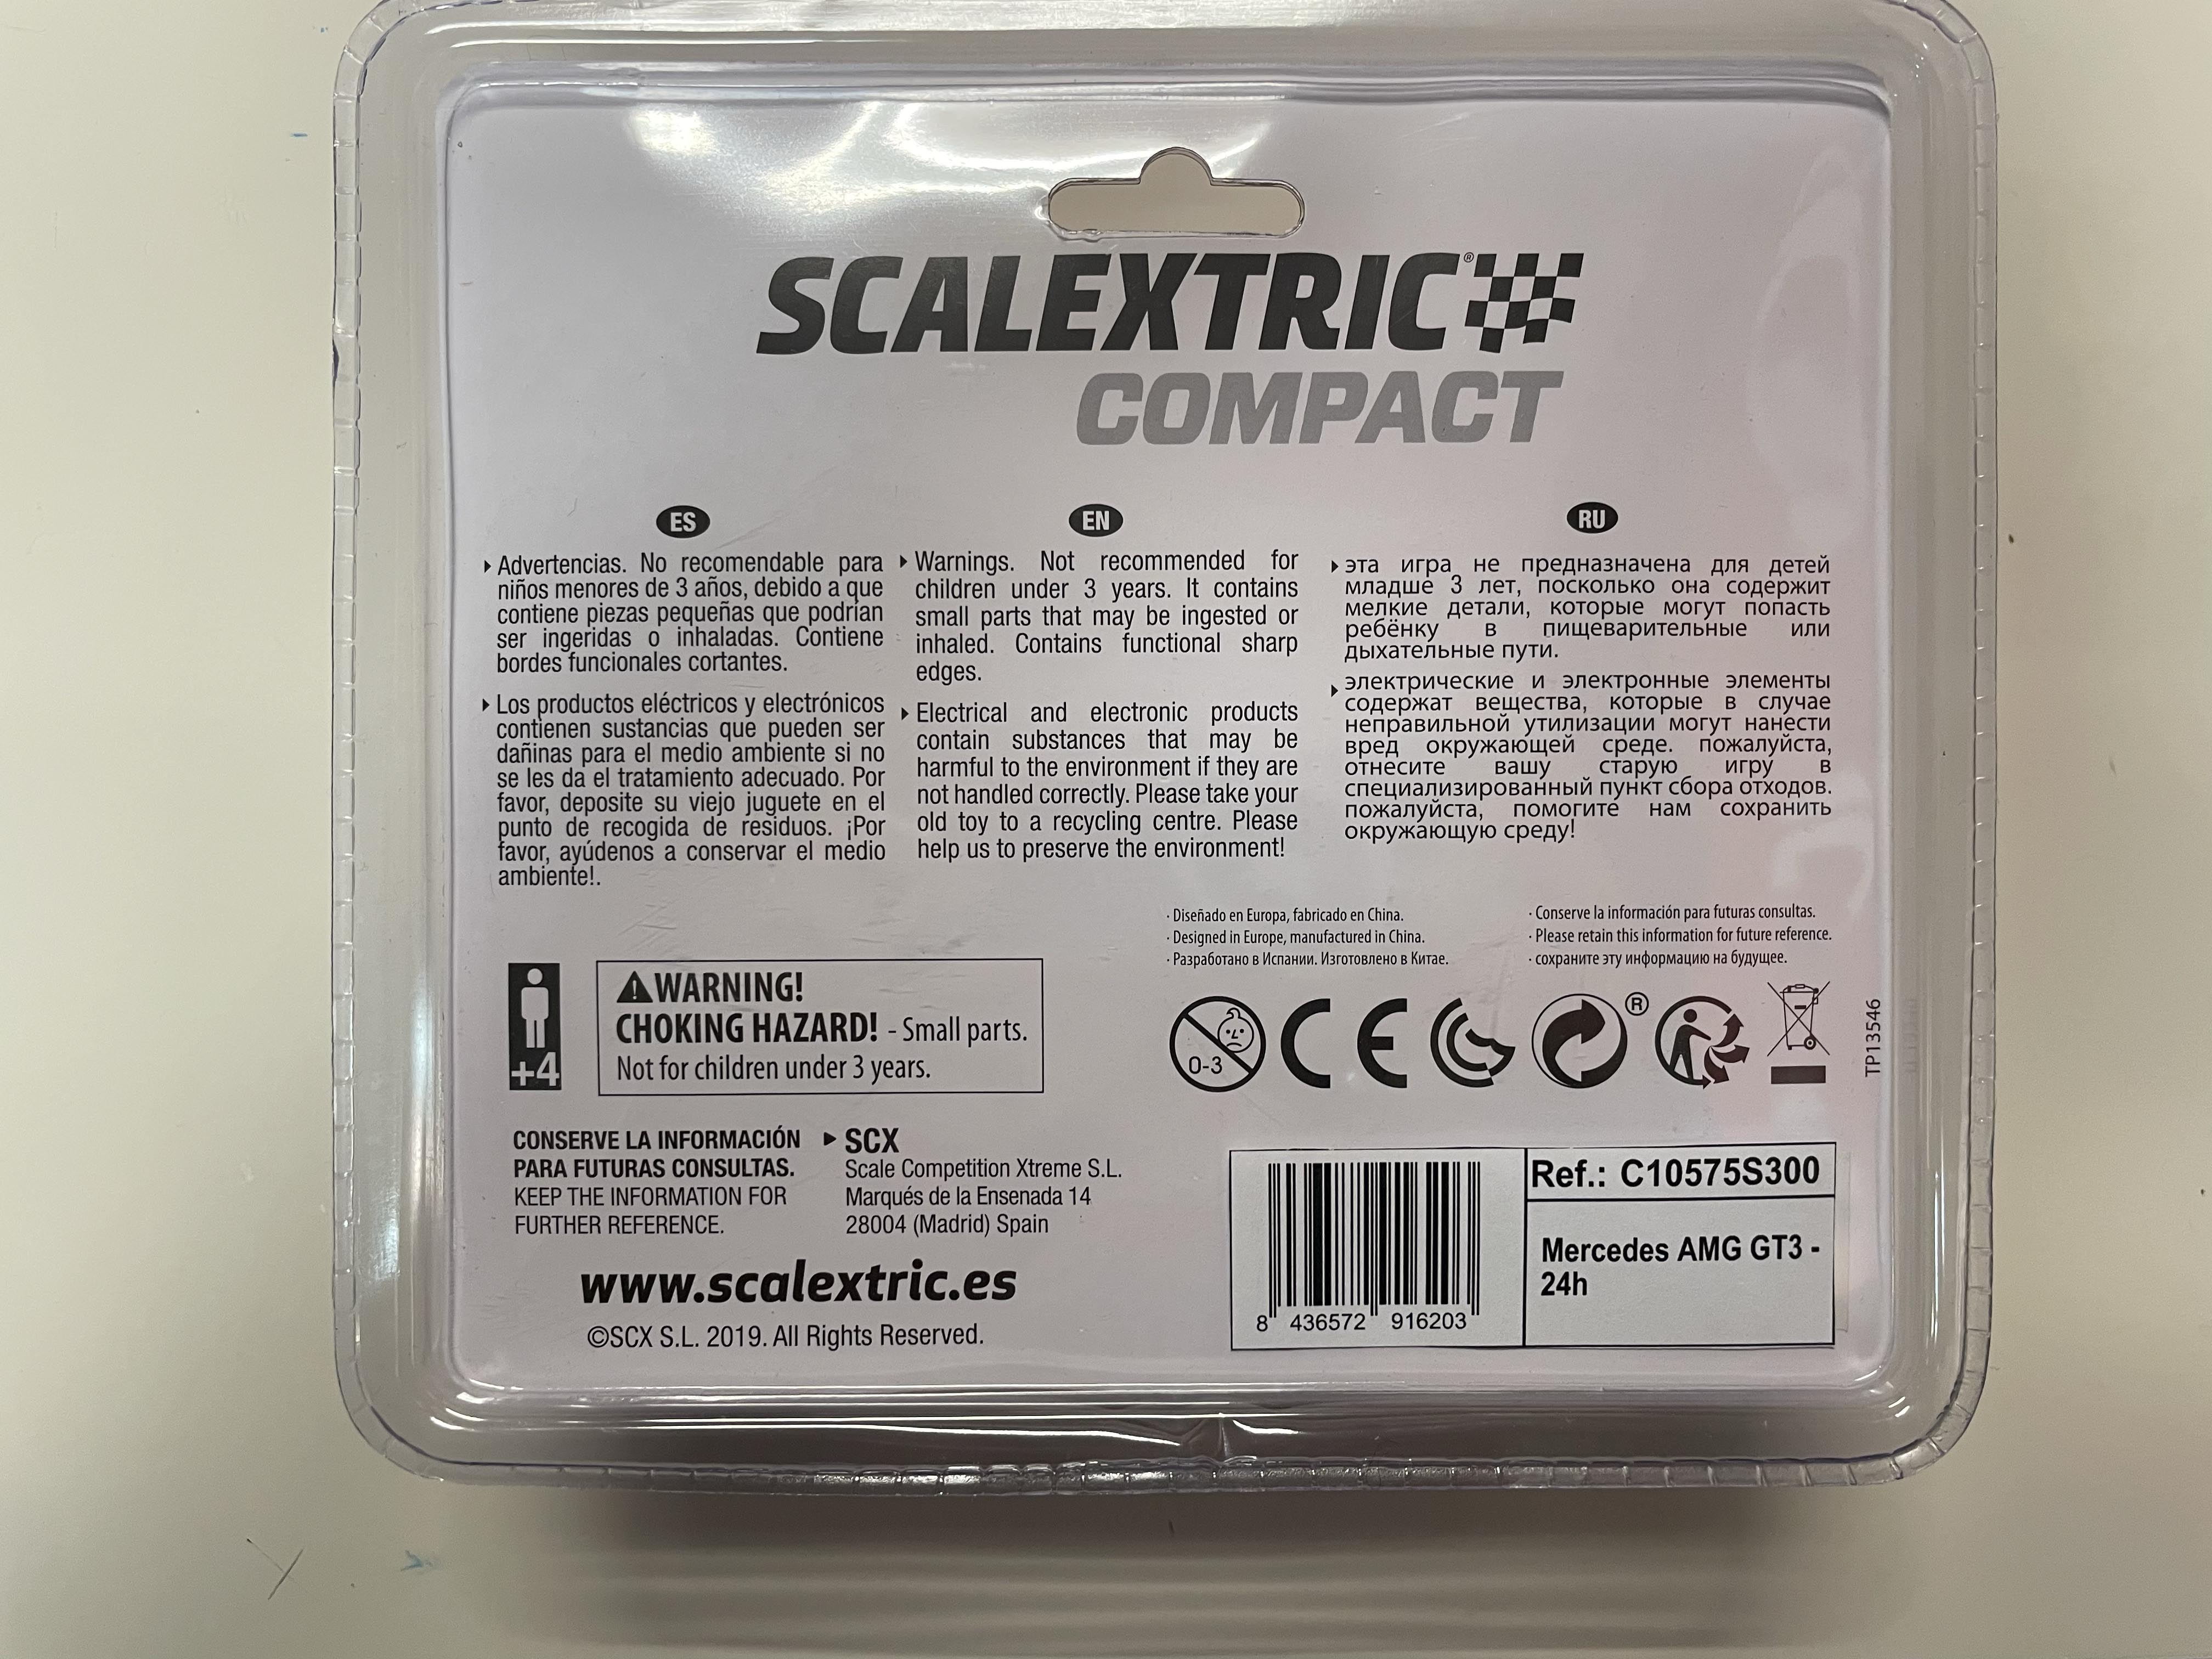 SCALEXTRIC®
COMPACT
ES
Advertencias. No recomendable para
niños menores de 3 años, debido a que
contiene piezas pequeñas que podrían
ser ingeridas o inhaladas. Contiene
bordes funcionales cortantes.
Los productos eléctricos y electrónicos
contienen sustancias que pueden ser
dañinas para el medio ambiente si no
se les da el tratamiento adecuado. Por
favor, deposite su viejo juguete en el
punto de recogida de residuos. ¡Por
favor, ayúdenos a conservar el medio
ambiente!.
EN
Warnings. Not recommended for
children under 3 years. It contains
small parts that may be ingested or
inhaled. Contains functional sharp
edges.
Electrical and electronic products
contain substances that may be
harmful to the environment if they are
not handled correctly. Please take your
old toy to a recycling centre. Please
help us to preserve the environment!
RU
эта игра не предназначена для детей
младше 3 лет, посколько она содержит
мелкие детали, которые могут попасть
ребёнку в пищеварительные или
дыхательные пути.
электрические и электронные элементы
содержат вещества, которые в случае
неправильной утилизации могут нанести
вред окружающей среде. пожалуйста,
отнесите вашу старую игру в
специализированный пункт сбора отходов.
пожалуйста, помогите нам сохранить
окружающую среду!
· Diseñado en Europa, fabricado en China.
· Designed in Europe, manufactured in China.
· Разработано в Испании. Изготовлено в Китае.
· Conserve la información para futuras consultas.
· Please retain this information for future reference.
· сохраните эту информацию на будущее.
+4
WARNING!
CHOKING HAZARD! - Small parts.
Not for children under 3 years.
0-3
CE
®
TP13546
CONSERVE LA INFORMACIÓN
PARA FUTURAS CONSULTAS.
KEEP THE INFORMATION FOR
FURTHER REFERENCE.
SCX
Scale Competition Xtreme S.L.
Marqués de la Ensenada 14
28004 (Madrid) Spain
www.scalextric.es
©SCX S.L. 2019. All Rights Reserved.
8 436572 916203
Ref.: C10575S300
Mercedes AMG GT3 -
24h